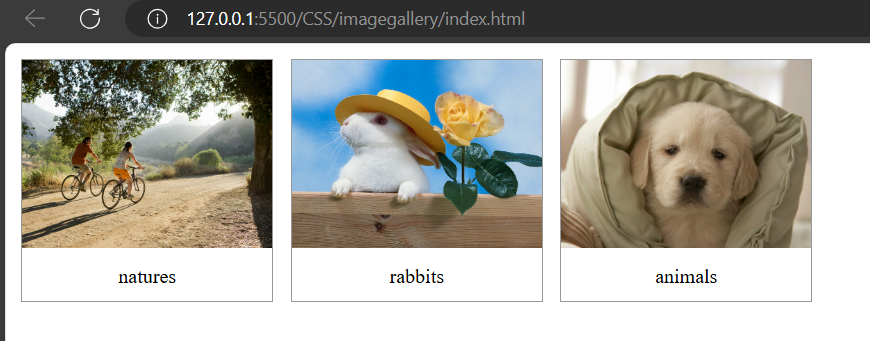 127.0.0.1:5500/CSS/imagegallery/index.html
natures
rabbits
animals